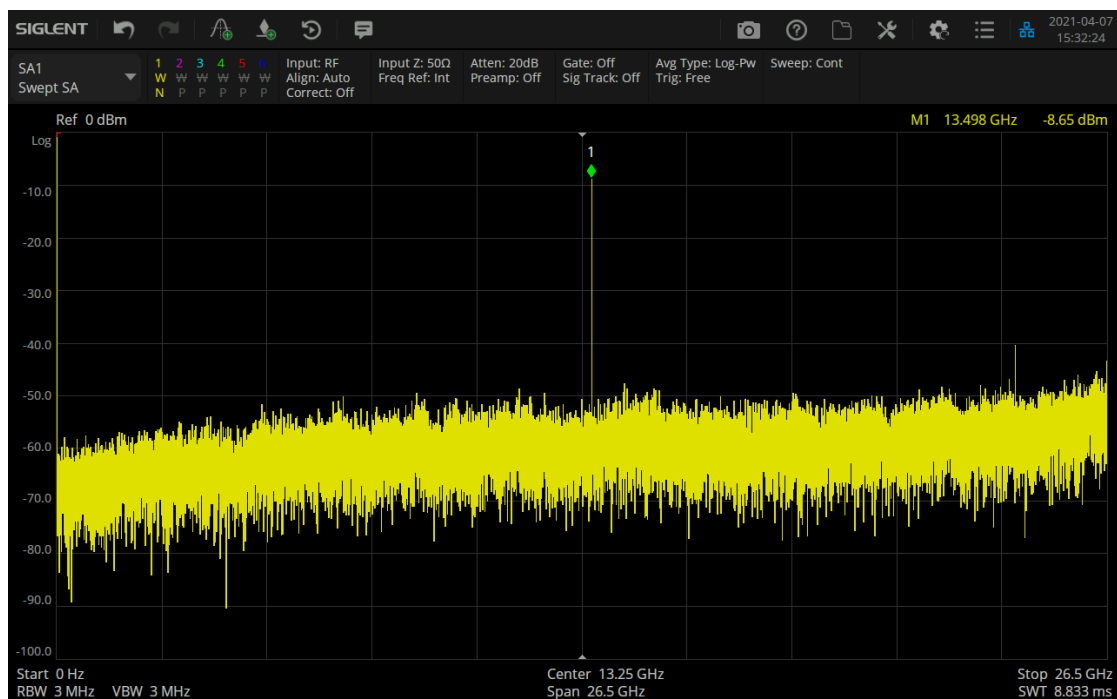 SIGLENT
2021-04-07
15:32:24
SA1
Swept SA
1 2 3 4 5 6
W W W W W W
N P P P P P
Input: RF
Align: Auto
Correct: Off
Input Z: 50Ω
Freq Ref: Int
Atten: 20dB
Preamp: Off
Gate: Off
Sig Track: Off
Avg Type: Log-Pw
Trig: Free
Sweep: Cont
Ref 0 dBm
M1 13.498 GHz -8.65 dBm
Log
1
-10.0
-20.0
-30.0
-40.0
-50.0
-60.0
-70.0
-80.0
-90.0
-100.0
Start 0 Hz
Center 13.25 GHz
Stop 26.5 GHz
RBW 3 MHz VBW 3 MHz
Span 26.5 GHz
SWT 8.833 ms